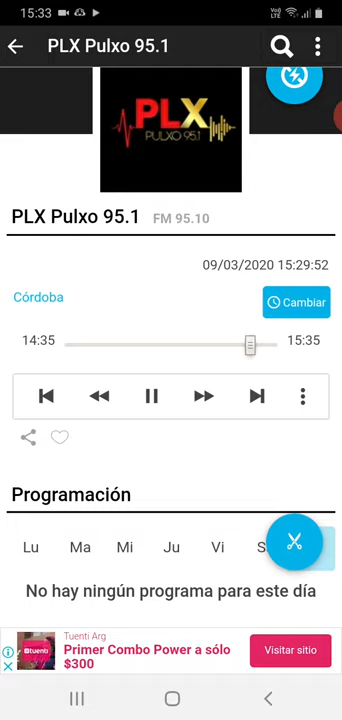 15:33
PLX Pulxo 95.1
PLX
PULXO 95.1
PLX Pulxo 95.1 FM 95.10
09/03/2020 15:29:52
Córdoba
Cambiar
14:35 15:35
Programación
Lu Ma Mi Ju Vi
No hay ningún programa para este día
tuenti
Tuenti Arg
Primer Combo Power a sólo
$300
Visitar sitio